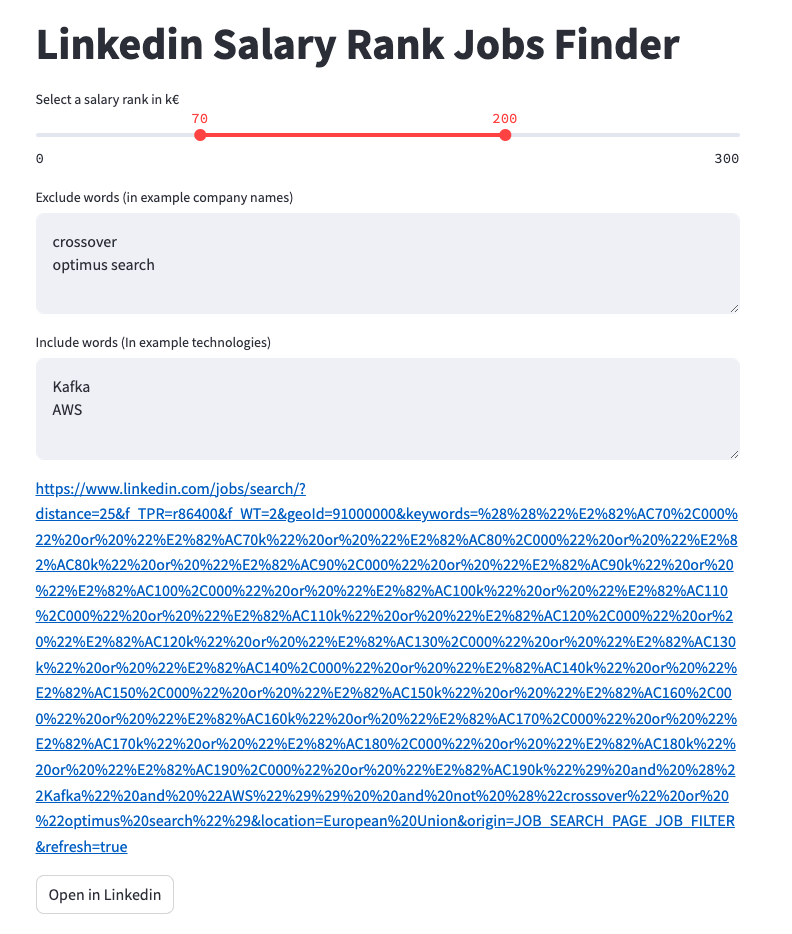 Linkedin Salary Rank Jobs Finder
Select a salary rank in k€
70 200
0 300
Exclude words (in example company names)
crossover
optimus search
Include words (In example technologies)
Kafka
AWS
https://www.linkedin.com/jobs/search/?
distance=25&f_TPR=r86400&f_WT=2&geoId=91000000&keywords=%28%28%22%E2%82%AC70%2C000%
22%20or%20%22%E2%82%AC70k%22%20or%20%22%E2%82%AC80%2C000%22%20or%20%22%E2%8
2%AC80k%22%20or%20%22%E2%82%AC90%2C000%22%20or%20%22%E2%82%AC90k%22%20or%20
%22%E2%82%AC100%2C000%22%20or%20%22%E2%82%AC100k%22%20or%20%22%E2%82%AC110
%2C000%22%20or%20%22%E2%82%AC110k%22%20or%20%22%E2%82%AC120%2C000%22%20or%2
0%22%E2%82%AC120k%22%20or%20%22%E2%82%AC130%2C000%22%20or%20%22%E2%82%AC130
k%22%20or%20%22%E2%82%AC140%2C000%22%20or%20%22%E2%82%AC140k%22%20or%20%22%
E2%82%AC150%2C000%22%20or%20%22%E2%82%AC150k%22%20or%20%22%E2%82%AC160%2C00
0%22%20or%20%22%E2%82%AC160k%22%20or%20%22%E2%82%AC170%2C000%22%20or%20%22%
E2%82%AC170k%22%20or%20%22%E2%82%AC180%2C000%22%20or%20%22%E2%82%AC180k%22%
20or%20%22%E2%82%AC190%2C000%22%20or%20%22%E2%82%AC190k%22%29%20and%20%28%2
2Kafka%22%20and%20%22AWS%22%29%29%20%20and%20not%20%28%22crossover%22%20or%20
%22optimus%20search%22%29&location=European%20Union&origin=JOB_SEARCH_PAGE_JOB_FILTER
&refresh=true
Open in Linkedin